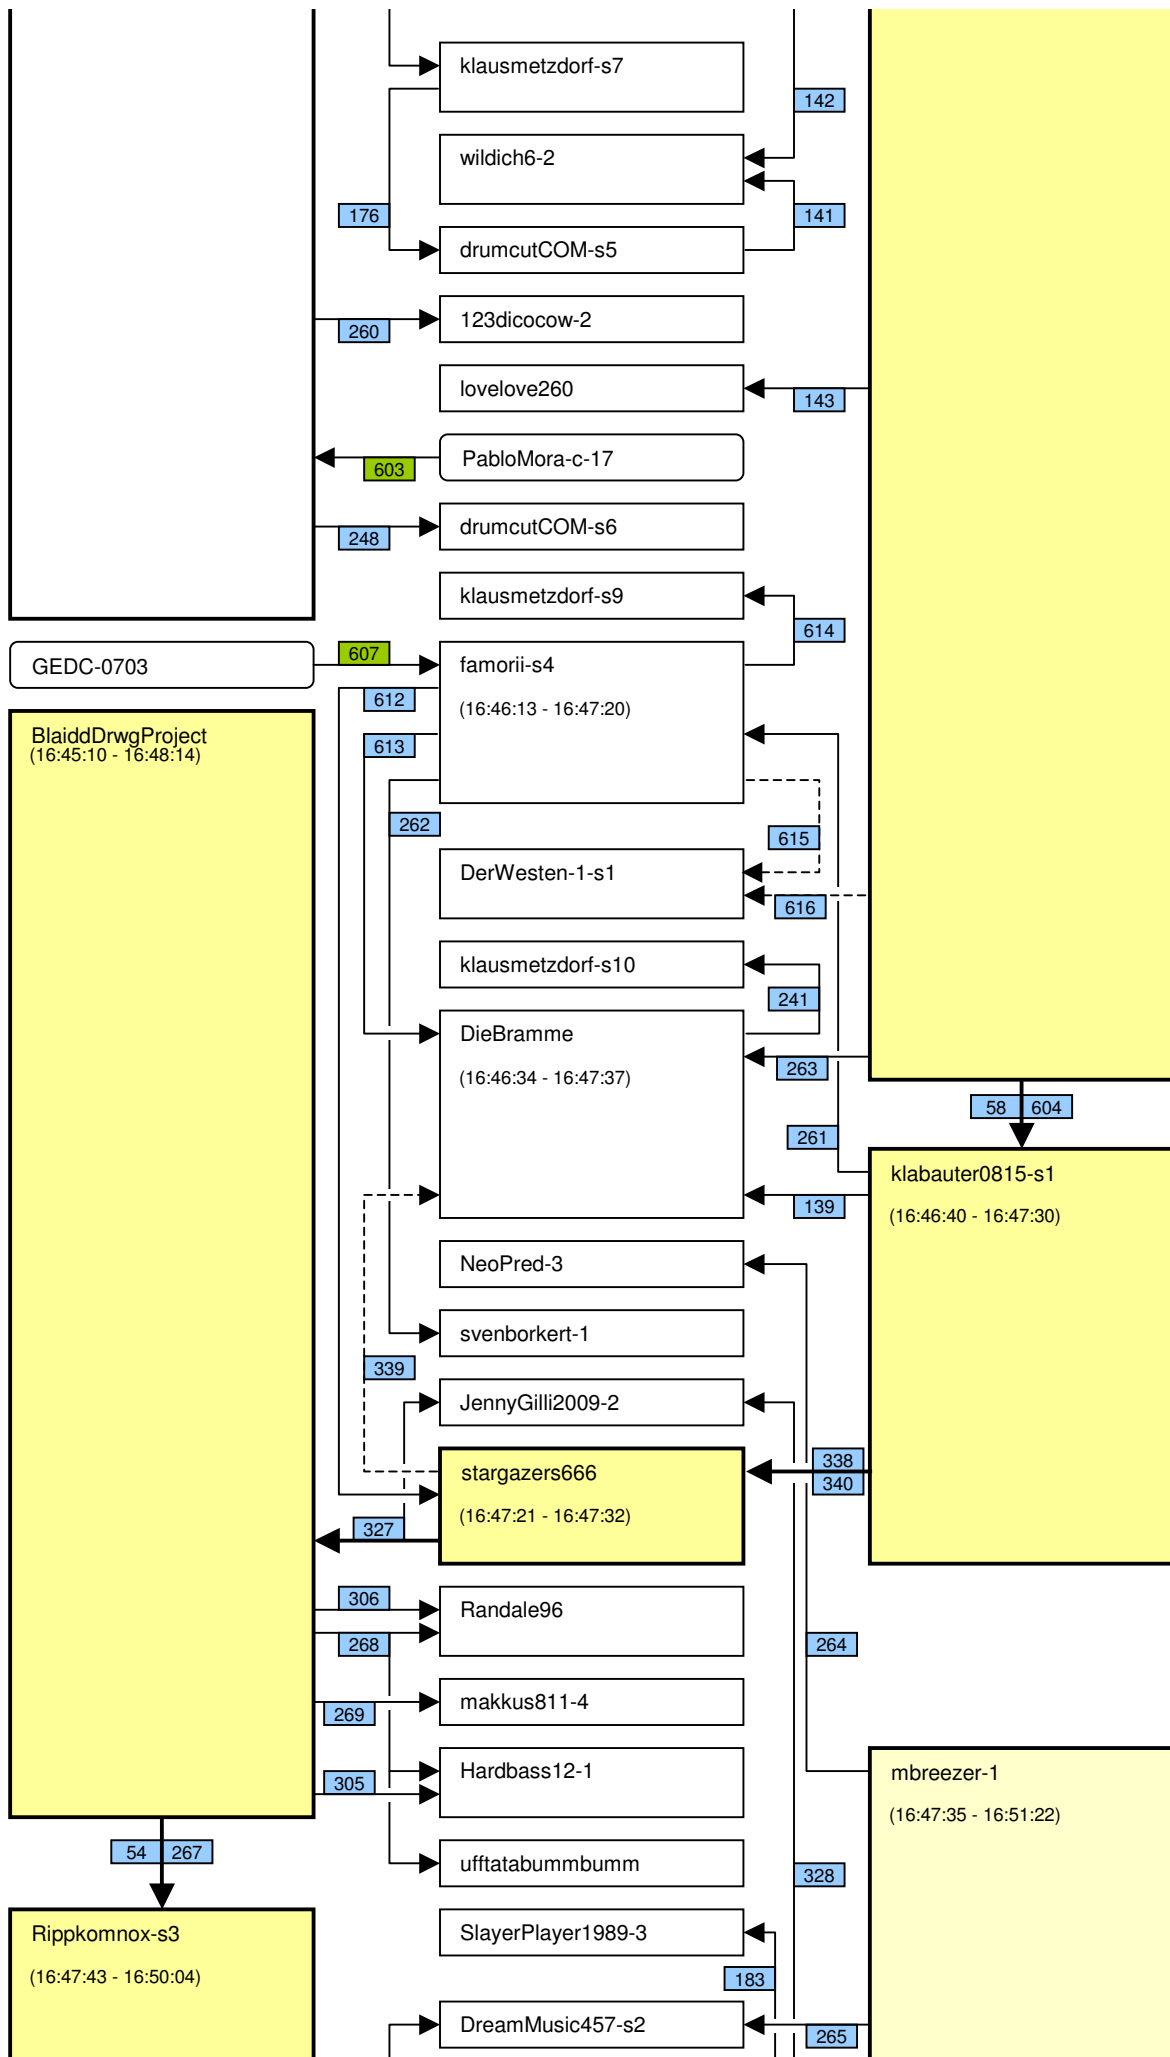 klausmetzdorf-s7
142
wildich6-2
176
141
drumcutCOM-s5
123dicocow-2
260
lovelove260
143
PabloMora-c-17
603
drumcutCOM-s6
248
klausmetzdorf-s9
614
GEDC-0703
607
famorii-s4
612
(16:46:13 - 16:47:20)
BlaiddDrwgProject
(16:45:10 - 16:48:14)
613
262
615
DerWesten-1-s1
616
klausmetzdorf-s10
241
DieBramme
263
(16:46:34 - 16:47:37)
58 604
261
klabauter0815-s1
139
(16:46:40 - 16:47:30)
NeoPred-3
svenborkert-1
339
JennyGilli2009-2
338
340
stargazers666
(16:47:21 - 16:47:32)
327
306
Randale96
268
264
makkus811-4
269
Hardbass12-1
305
mbreezer-1
(16:47:35 - 16:51:22)
54 267
ufftatabummbumm
328
Rippkomnox-s3
SlayerPlayer1989-3
(16:47:43 - 16:50:04)
183
DreamMusic457-s2
265